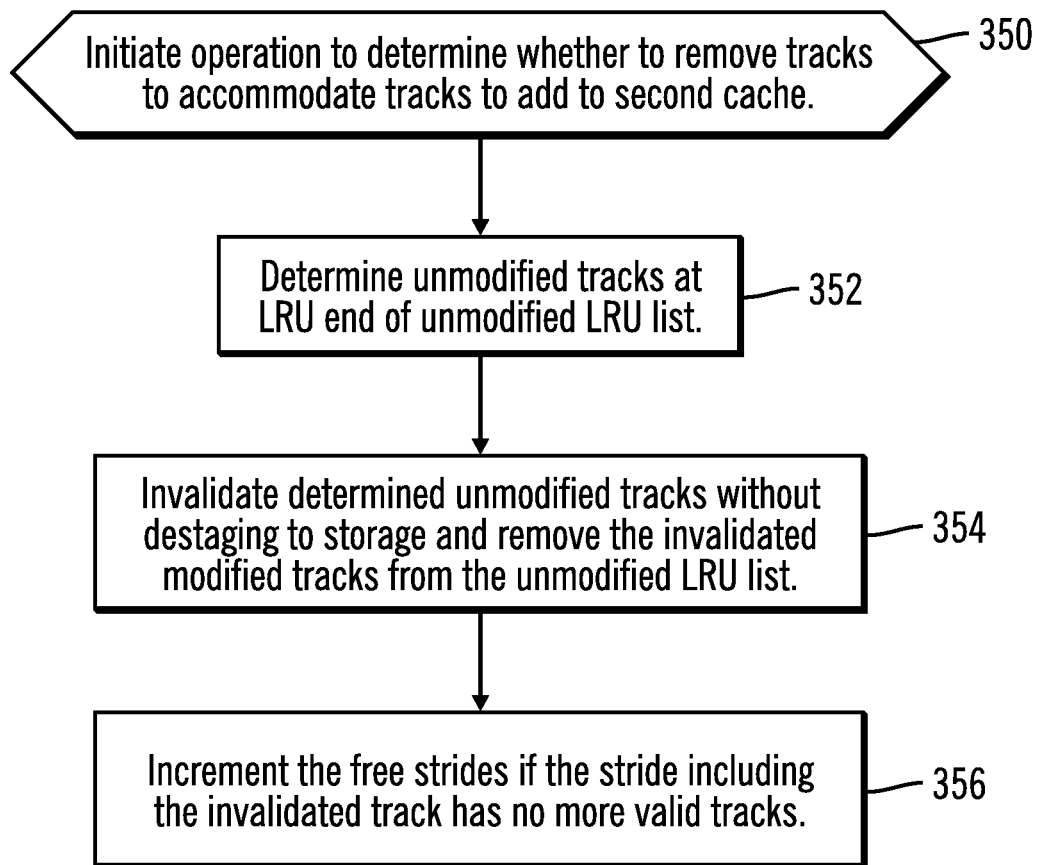 Initiate operation to determine whether to remove tracks
to accommodate tracks to add to second cache.
350
Determine unmodified tracks at
LRU end of unmodified LRU list.
352
Invalidate determined unmodified tracks without
destaging to storage and remove the invalidated
modified tracks from the unmodified LRU list.
354
Increment the free strides if the stride including
the invalidated track has no more valid tracks.
356